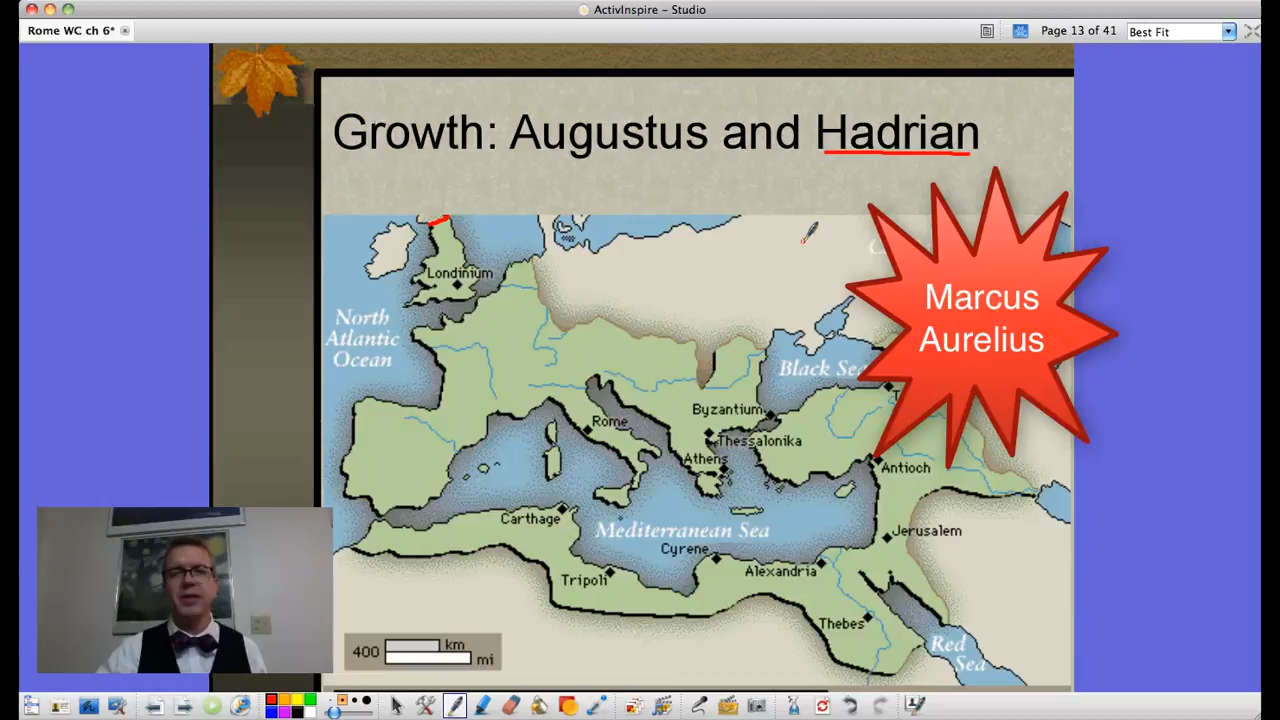 ActivInspire – Studio
Rome WC ch 6*
Page 13 of 41
Best Fit
Growth: Augustus and Hadrian
Marcus
Aurelius
Londinium
North
Atlantic
Ocean
Black Sea
Byzantium
Rome
Thessalonika
Athens
Antioch
Carthage
Mediterranean Sea
Jerusalem
Cyrene
Tripoli
Alexandria
Thebes
Red
Sea
400
km
mi